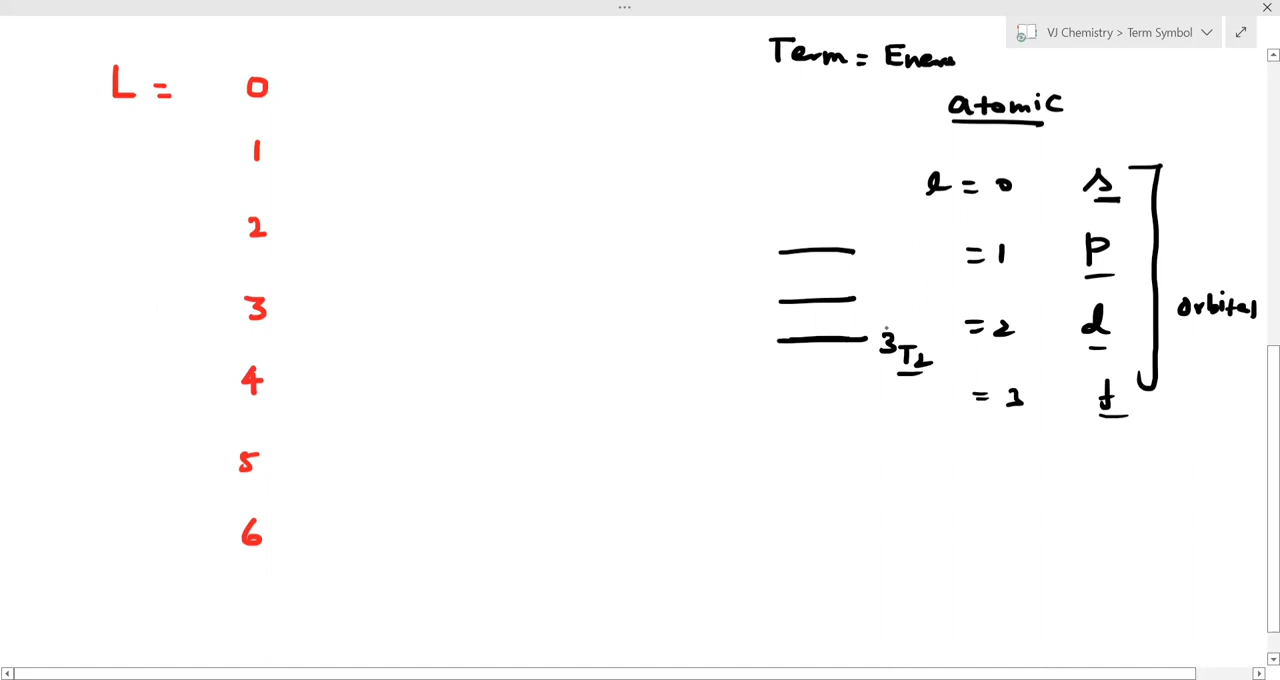 VJ Chemistry > Term Symbol
Term = Ener
atomic
L = 0
1
2
3
4
5
6
l = 0 s
= 1 p
= 2 d
= 3 f
orbital
3T2